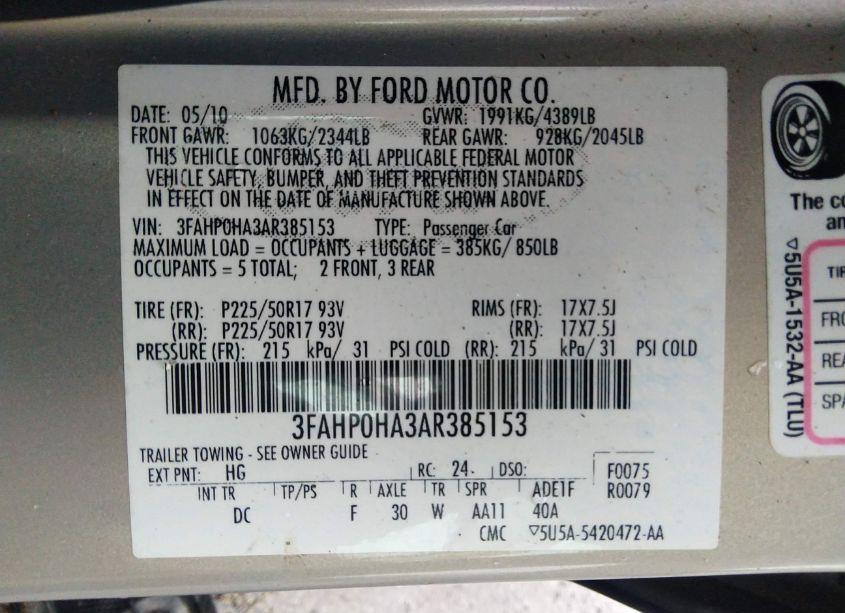 MFD. BY FORD MOTOR CO.
DATE: 05/10 GVWR: 1991KG/4389LB
FRONT GAWR: 1063KG/2344LB REAR GAWR: 928KG/2045LB
THIS VEHICLE CONFORMS TO ALL APPLICABLE FEDERAL MOTOR
VEHICLE SAFETY, BUMPER, AND THEFT PREVENTION STANDARDS
IN EFFECT ON THE DATE OF MANUFACTURE SHOWN ABOVE.
VIN: 3FAHP0HA3AR385153 TYPE: Passenger Car
MAXIMUM LOAD = OCCUPANTS + LUGGAGE = 385KG/ 850LB
OCCUPANTS = 5 TOTAL; 2 FRONT, 3 REAR
TIRE (FR): P225/50R17 93V RIMS (FR): 17X7.5J
(RR): P225/50R17 93V (RR): 17X7.5J
PRESSURE (FR): 215 kPa/ 31 PSI COLD (RR): 215 kPa/ 31 PSI COLD
3FAHP0HA3AR385153
TRAILER TOWING - SEE OWNER GUIDE
EXT PNT: HG RC: 24 DSO: F0075
INT TR TP/PS R AXLE TR SPR ADE1F R0079
DC F 30 W AA11 40A
CMC ▽5U5A-5420472-AA
The co
an
▽5U5A-1532-AA (TLU)
TIR
FRO
REA
SPA